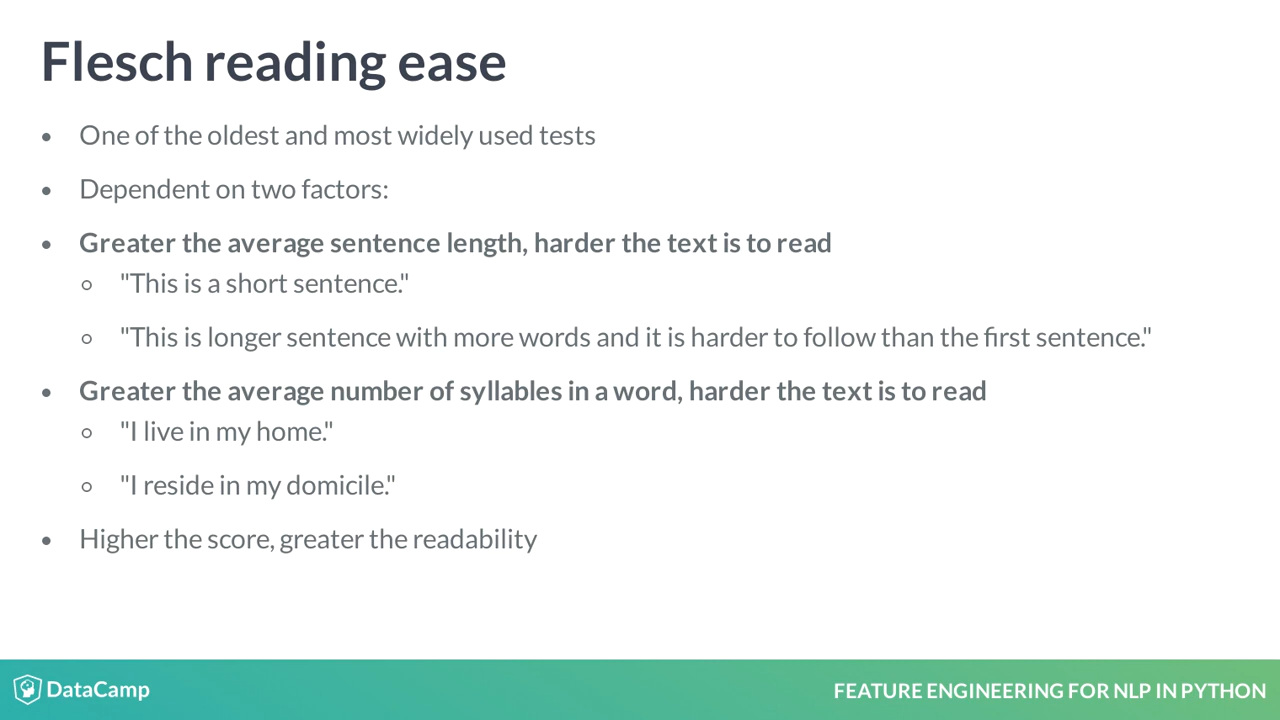 Flesch reading ease
• One of the oldest and most widely used tests
• Dependent on two factors:
• Greater the average sentence length, harder the text is to read
○ "This is a short sentence."
○ "This is longer sentence with more words and it is harder to follow than the first sentence."
• Greater the average number of syllables in a word, harder the text is to read
○ "I live in my home."
○ "I reside in my domicile."
• Higher the score, greater the readability
DataCamp
FEATURE ENGINEERING FOR NLP IN PYTHON